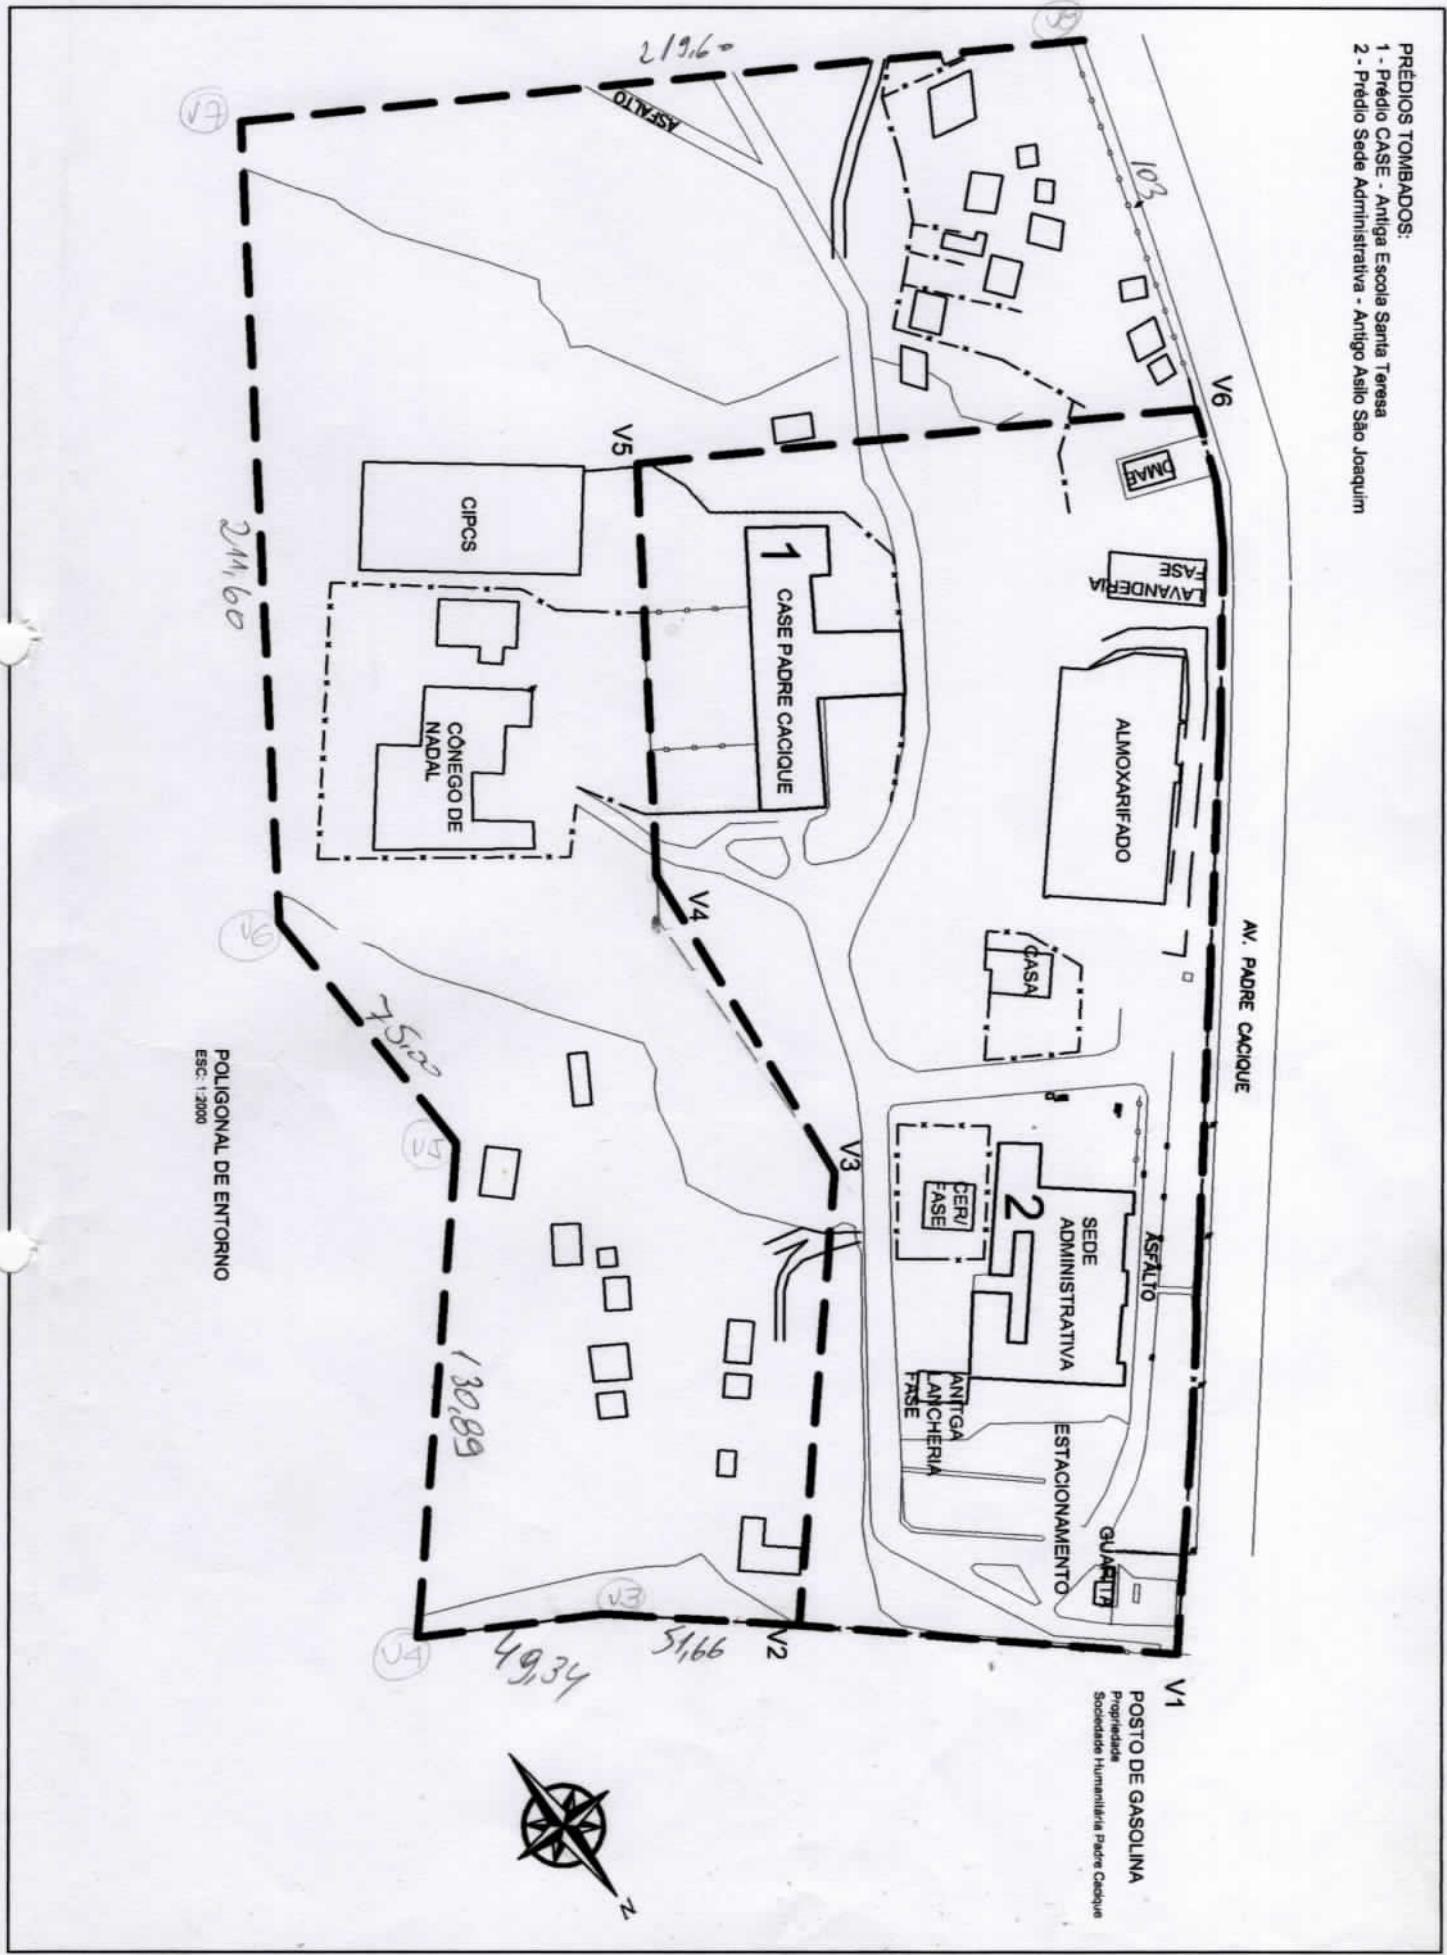 PRÉDIOS TOMBADOS:
1 - Prédio CASE - Antiga Escola Santa Teresa
2 - Prédio Sede Administrativa - Antigo Asilo São Joaquim
V8
219,60
103
V6
V7
ASFALTO
DMAE
V5
LAVANDERIA
FASE
CIPCS
1
CASE PADRE CACIQUE
211,60
ALMOXARIFADO
CÔNEGO DE
NADAL
V4
AV. PADRE CACIQUE
CASA
V6
75,00
V5
V3
CER/
FASE
2
SEDE
ADMINISTRATIVA
ASFALTO
ANITGA
LANCHERIA
FASE
ESTACIONAMENTO
GUARITA
130,89
V3
V4
49,34
51,66
V2
V1
POSTO DE GASOLINA
Propriedade
Sociedade Humanitária Padre Cacique
POLIGONAL DE ENTORNO
ESC: 1:2000
N